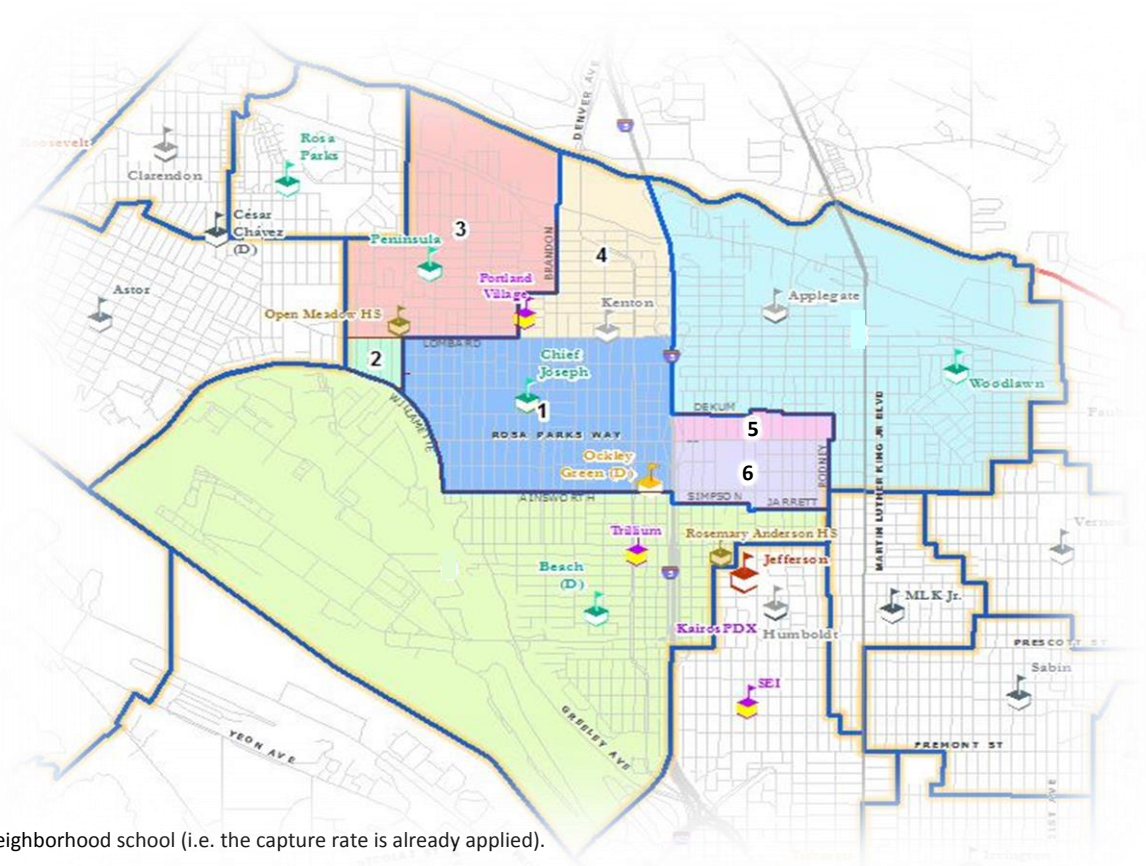 DENVER AVE
Roosevelt
Rosa
Parks
Clarendon
César
Chávez
(D)
3
Peninsula
BRANDON
4
Portland
Village
Astor
Open Meadow HS
Kenton
Applegate
LOMBARD
2
Chief
Joseph
1
Woodlawn
WILLAMETTE
DEKUM
MARTIN LUTHER KING JR BLVD
5
ROSA PARKS WAY
Ockley
Green (D)
6
RODNEY
AINSWORTH
SIMPSON
JARRETT
Trillium
Rosemary Anderson HS
Jefferson
Beach
(D)
MLK Jr.
KairosPDX
Humboldt
PRESCOTT ST
Sabin
SEI
GREELEY AVE
YEON AVE
FREMONT ST
21ST AVE
eighborhood school (i.e. the capture rate is already applied).